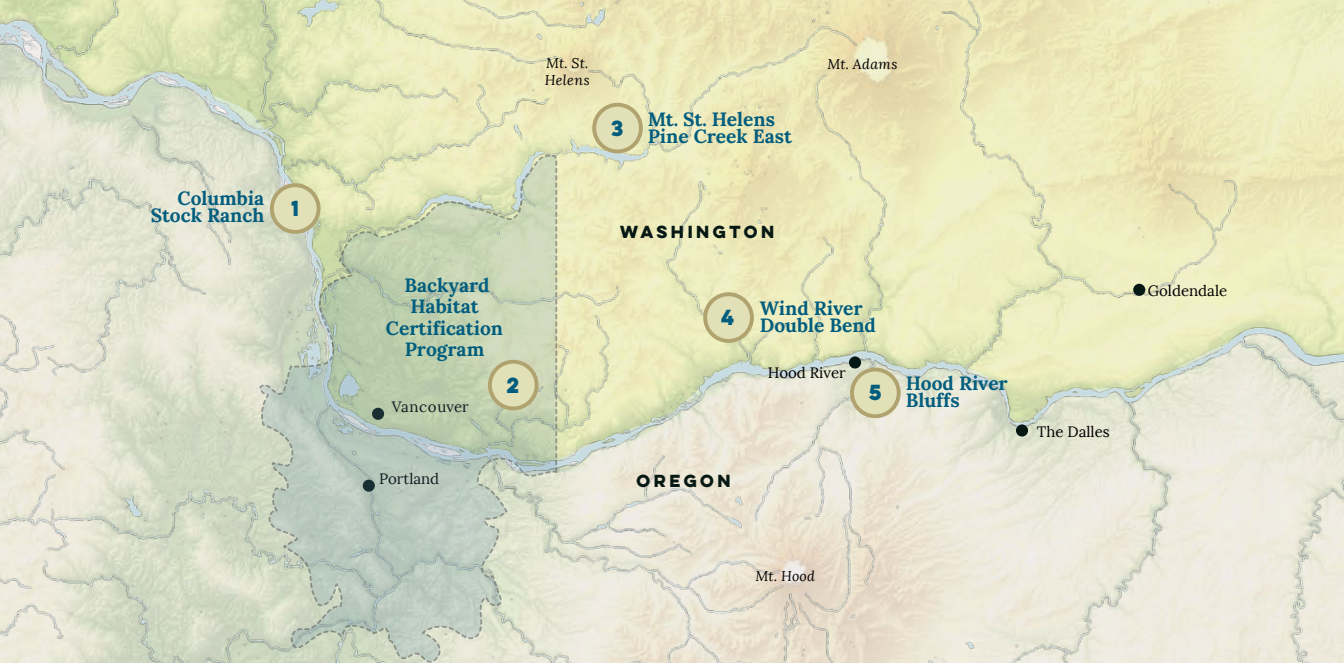 Mt. St.
Helens
Mt. Adams
3
Mt. St. Helens
Pine Creek East
Columbia
Stock Ranch
1
WASHINGTON
Backyard
Habitat
Certification
Program
2
Goldendale
4
Wind River
Double Bend
Hood River
5
Hood River
Bluffs
Vancouver
The Dalles
Portland
OREGON
Mt. Hood